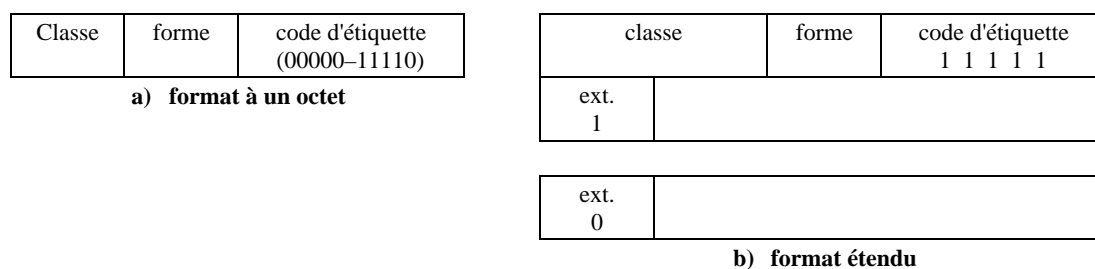 Classe forme code d'étiquette
(00000–11110)
a) format à un octet
classe forme code d'étiquette
1 1 1 1 1
ext.
1
ext.
0
b) format étendu